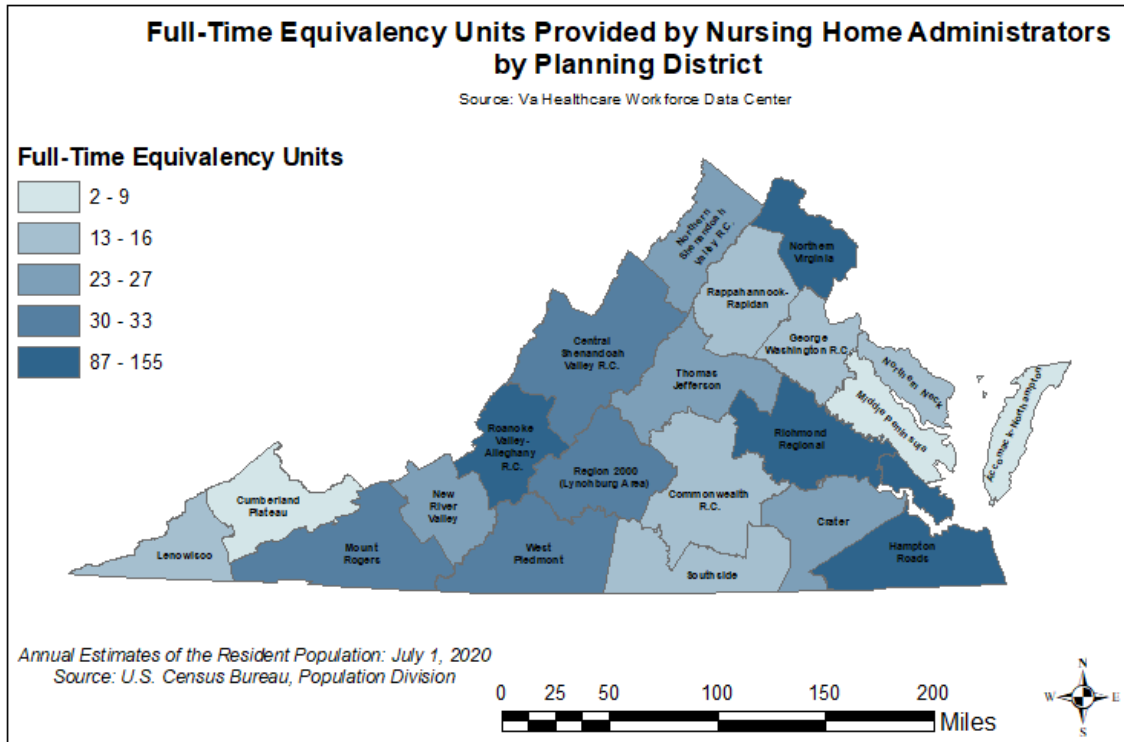 Full-Time Equivalency Units Provided by Nursing Home Administrators
by Planning District
Source: Va Healthcare Workforce Data Center
Full-Time Equivalency Units
2 - 9
13 - 16
23 - 27
30 - 33
87 - 155
Northern
Shenandoah
Valley R.C.
Northern
Virginia
Rappahannock-
Rapidan
Central
Shenandoah
Valley R.C.
George
Washington R.C.
Northern Neck
Thomas
Jefferson
Middle Peninsula
Accomack-Northampton
Roanoke
Valley-
Alleghany
R.C.
Richmond
Regional
Region 2000
(Lynchburg Area)
Commonwealth
R.C.
Cumberland
Plateau
New
River
Valley
Crater
Lenowisco
Mount
Rogers
West
Piedmont
Southside
Hampton
Roads
Annual Estimates of the Resident Population: July 1, 2020
Source: U.S. Census Bureau, Population Division
0 25 50 100 150 200
Miles
N
W E
S